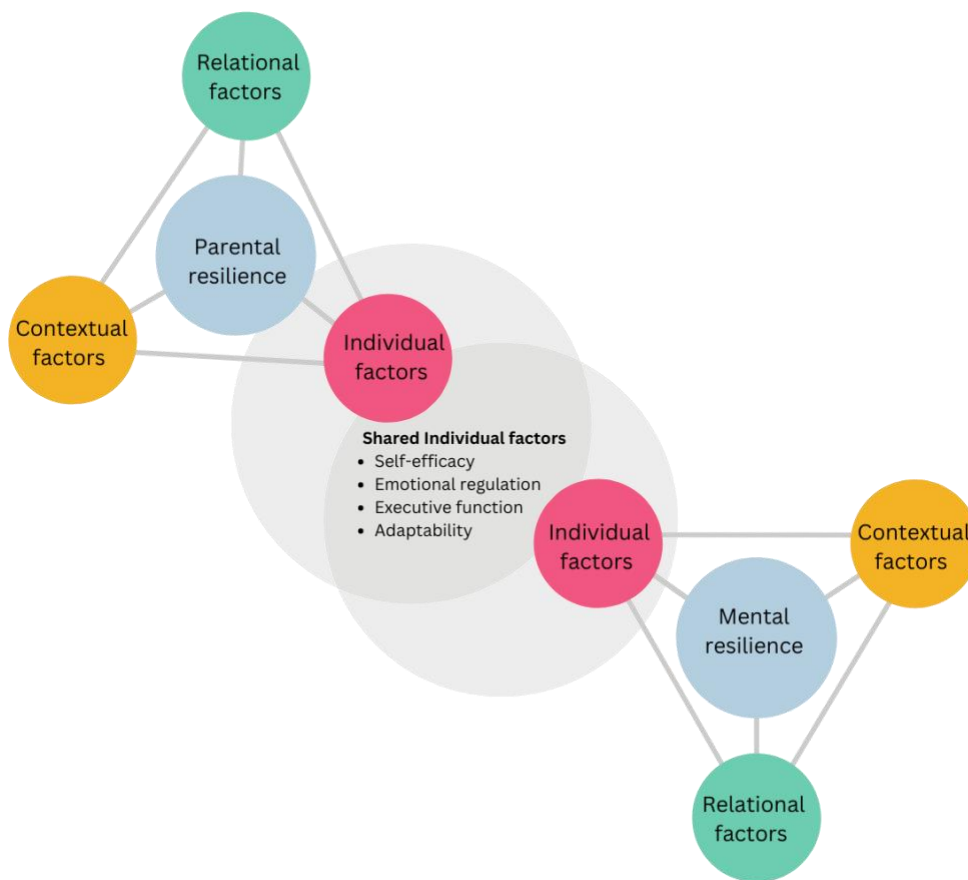 Relational
factors
Parental
resilience
Contextual
factors
Individual
factors
Shared Individual factors
• Self-efficacy
• Emotional regulation
• Executive function
• Adaptability
Individual
factors
Contextual
factors
Mental
resilience
Relational
factors